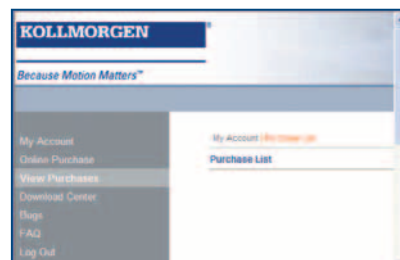 KOLLMORGEN
Because Motion Matters™
My Account
My Account |
Online Purchase
Purchase List
View Purchases
Download Center
Bugs
FAQ
Log Out